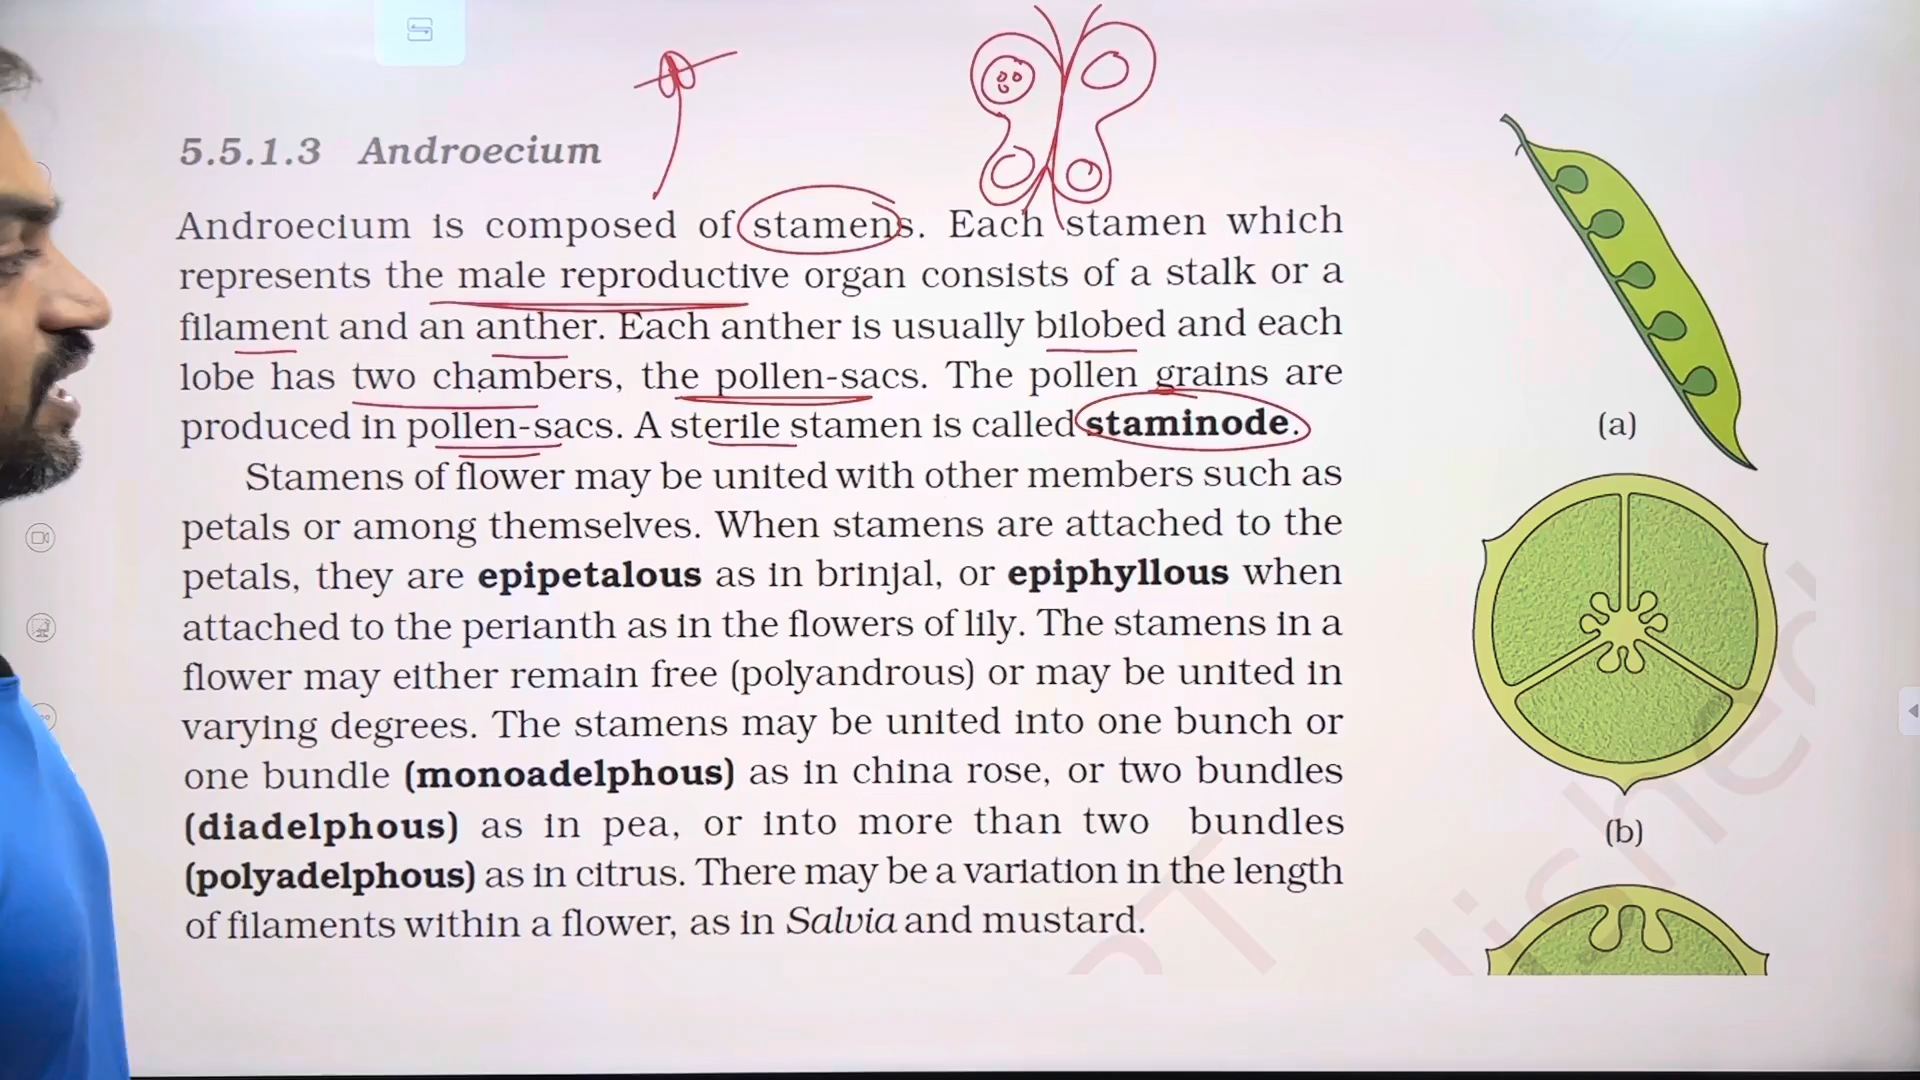 5.5.1.3 Androecium
Androecium is composed of stamens. Each stamen which
represents the male reproductive organ consists of a stalk or a
filament and an anther. Each anther is usually bilobed and each
lobe has two chambers, the pollen-sacs. The pollen grains are
produced in pollen-sacs. A sterile stamen is called staminode.
Stamens of flower may be united with other members such as
petals or among themselves. When stamens are attached to the
petals, they are epipetalous as in brinjal, or epiphyllous when
attached to the perianth as in the flowers of lily. The stamens in a
flower may either remain free (polyandrous) or may be united in
varying degrees. The stamens may be united into one bunch or
one bundle (monoadelphous) as in china rose, or two bundles
(diadelphous) as in pea, or into more than two bundles
(polyadelphous) as in citrus. There may be a variation in the length
of filaments within a flower, as in Salvia and mustard.
(a)
(b)